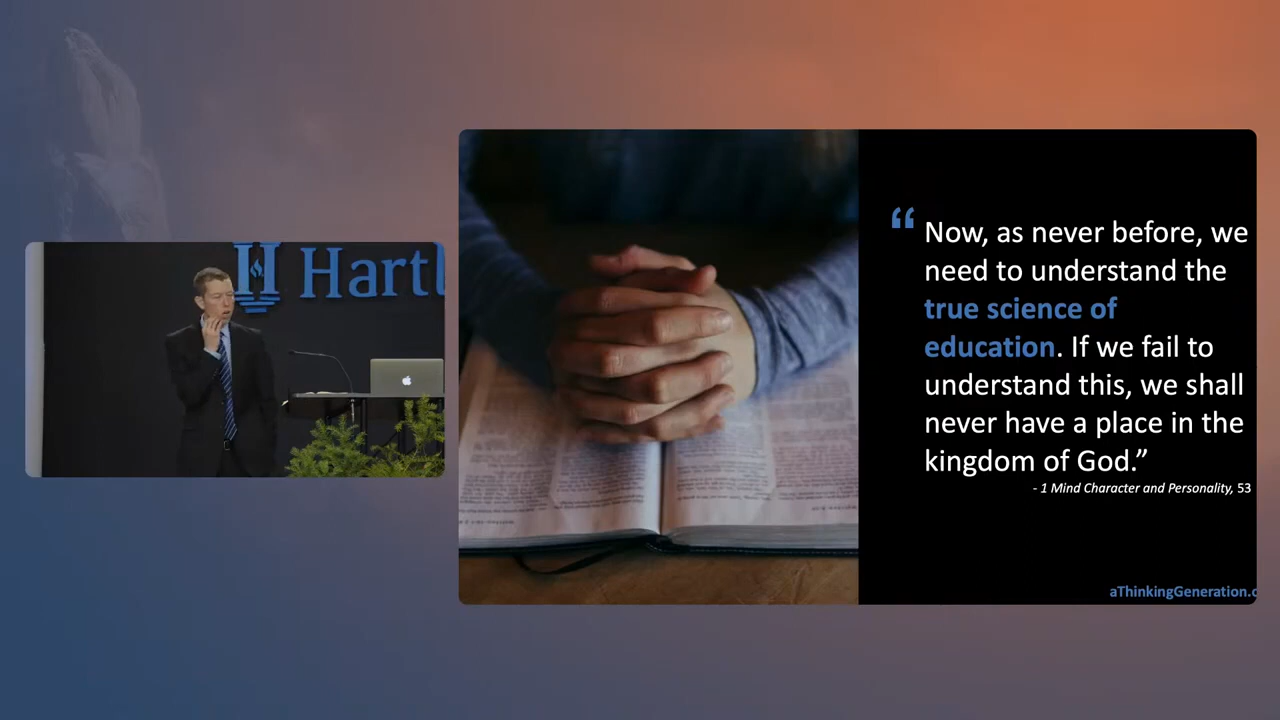 Hartl
“ Now, as never before, we
need to understand the
true science of
education. If we fail to
understand this, we shall
never have a place in the
kingdom of God.”
- 1 Mind Character and Personality, 53
aThinkingGeneration.c